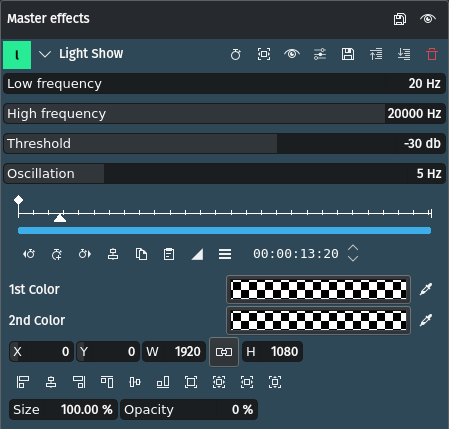 Master effects
l Light Show
Low frequency 20 Hz
High frequency 20000 Hz
Threshold -30 db
Oscillation 5 Hz
00:00:13:20
1st Color
2nd Color
X 0 Y 0 W 1920 H 1080
Size 100.00 % Opacity 0 %